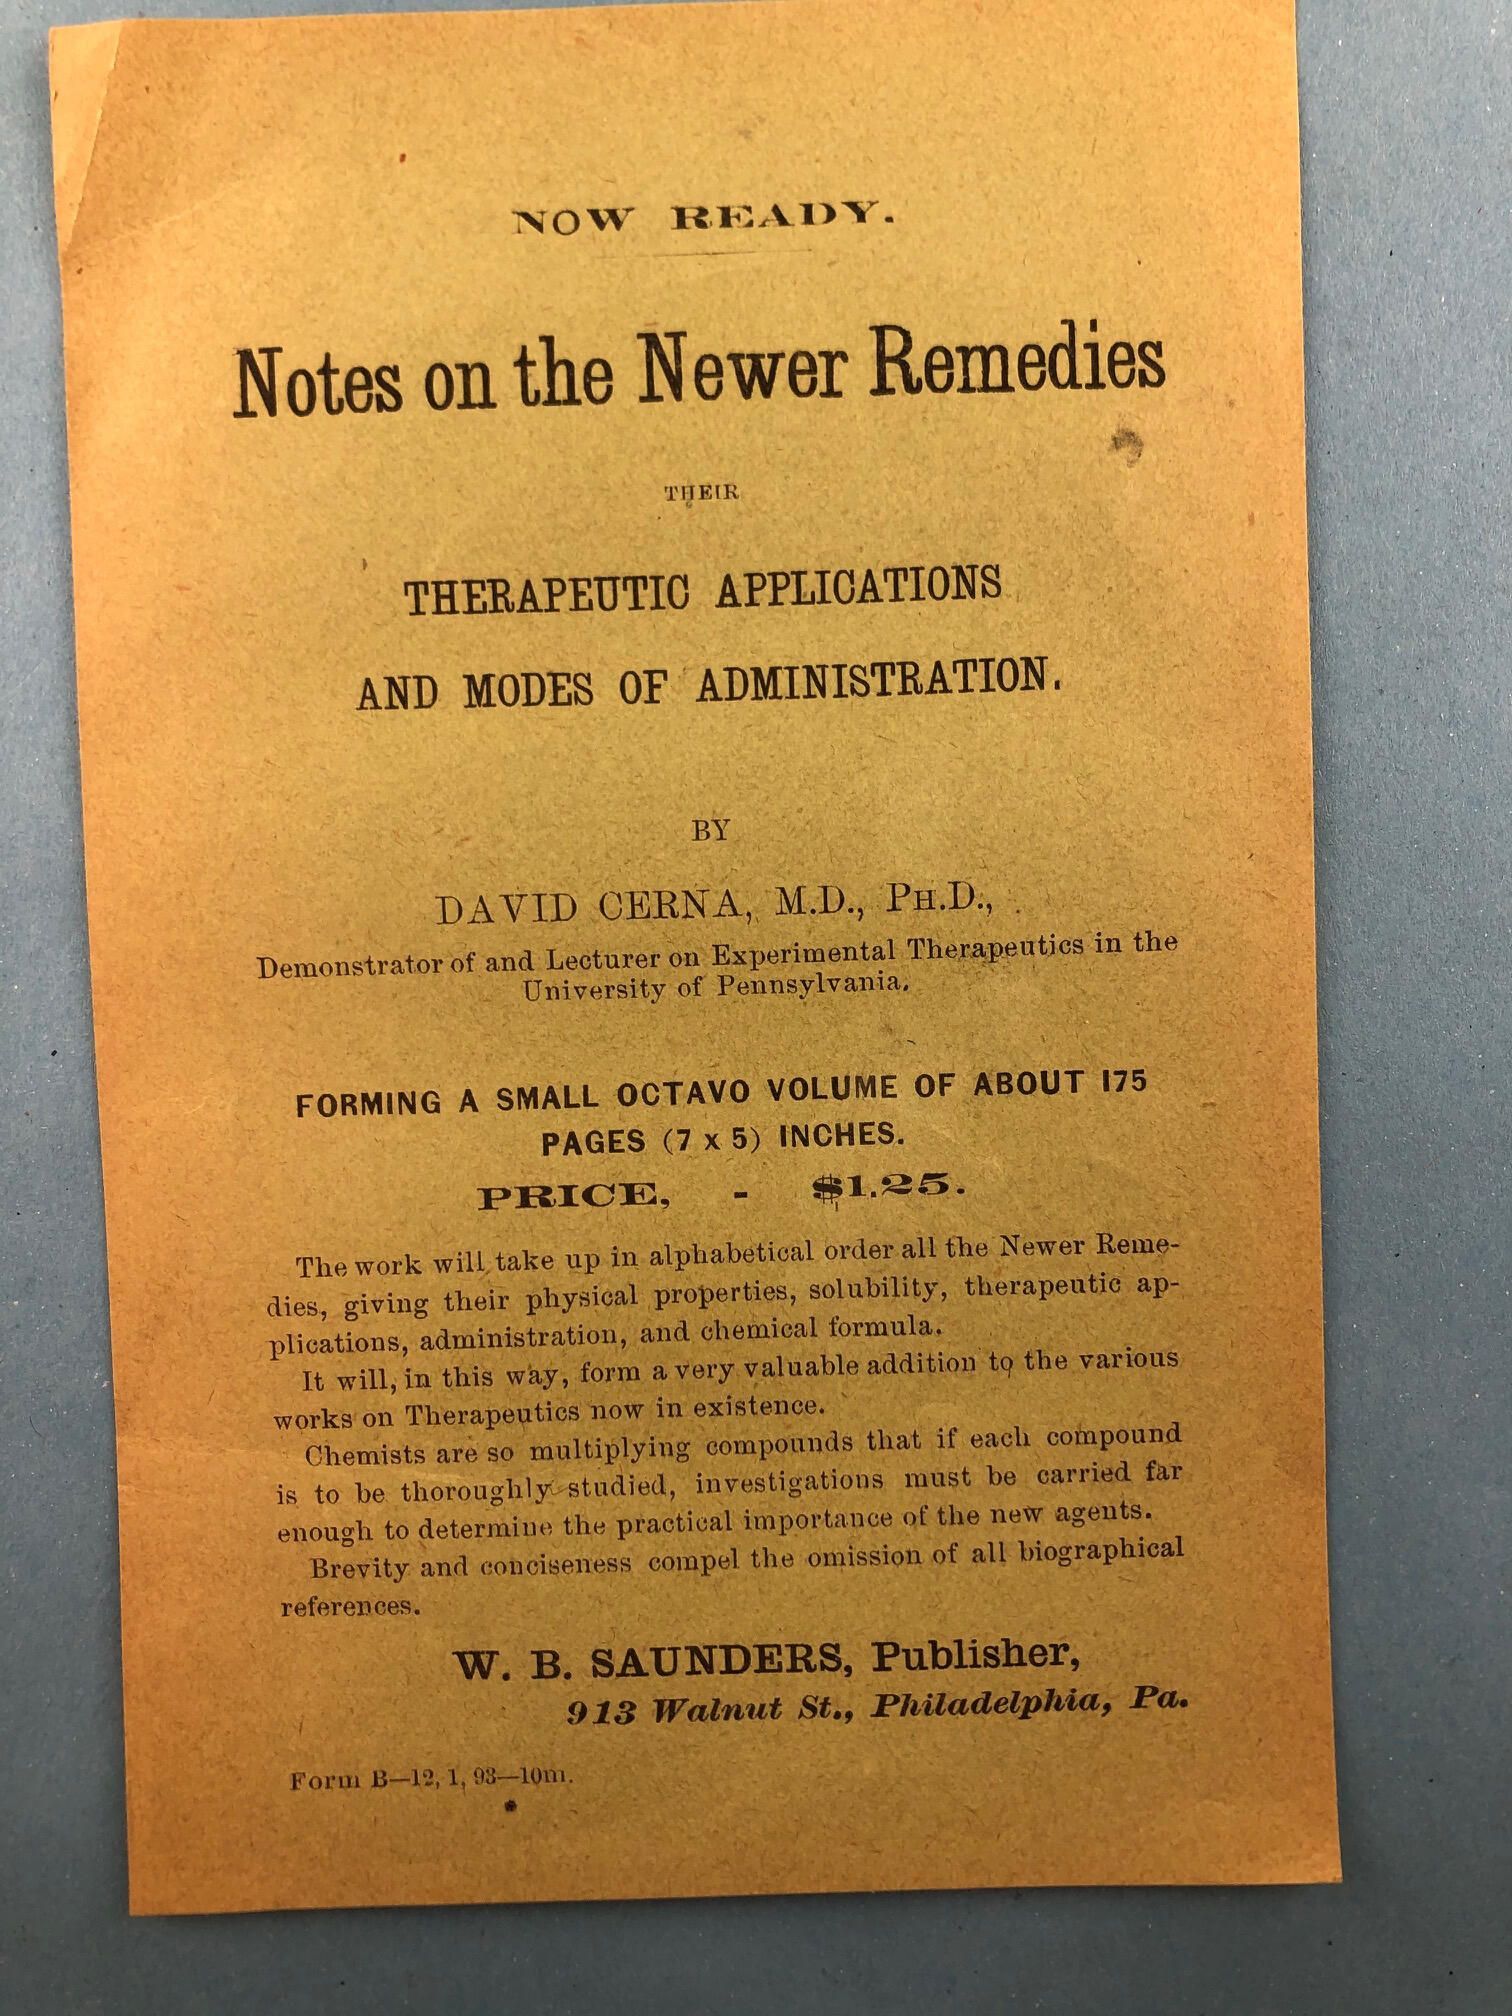 NOW READY.
Notes on the Newer Remedies
THEIR
THERAPEUTIC APPLICATIONS
AND MODES OF ADMINISTRATION.
BY
DAVID CERNA, M.D., PH.D.,
Demonstrator of and Lecturer on Experimental Therapeutics in the
University of Pennsylvania.
FORMING A SMALL OCTAVO VOLUME OF ABOUT 175
PAGES (7 x 5) INCHES.
PRICE, - $1.25.
The work will take up in alphabetical order all the Newer Reme-
dies, giving their physical properties, solubility, therapeutic ap-
plications, administration, and chemical formula.
It will, in this way, form a very valuable addition to the various
works on Therapeutics now in existence.
Chemists are so multiplying compounds that if each compound
is to be thoroughly studied, investigations must be carried far
enough to determine the practical importance of the new agents.
Brevity and conciseness compel the omission of all biographical
references.
W. B. SAUNDERS, Publisher,
913 Walnut St., Philadelphia, Pa.
Form B—12, 1, 93—10m.